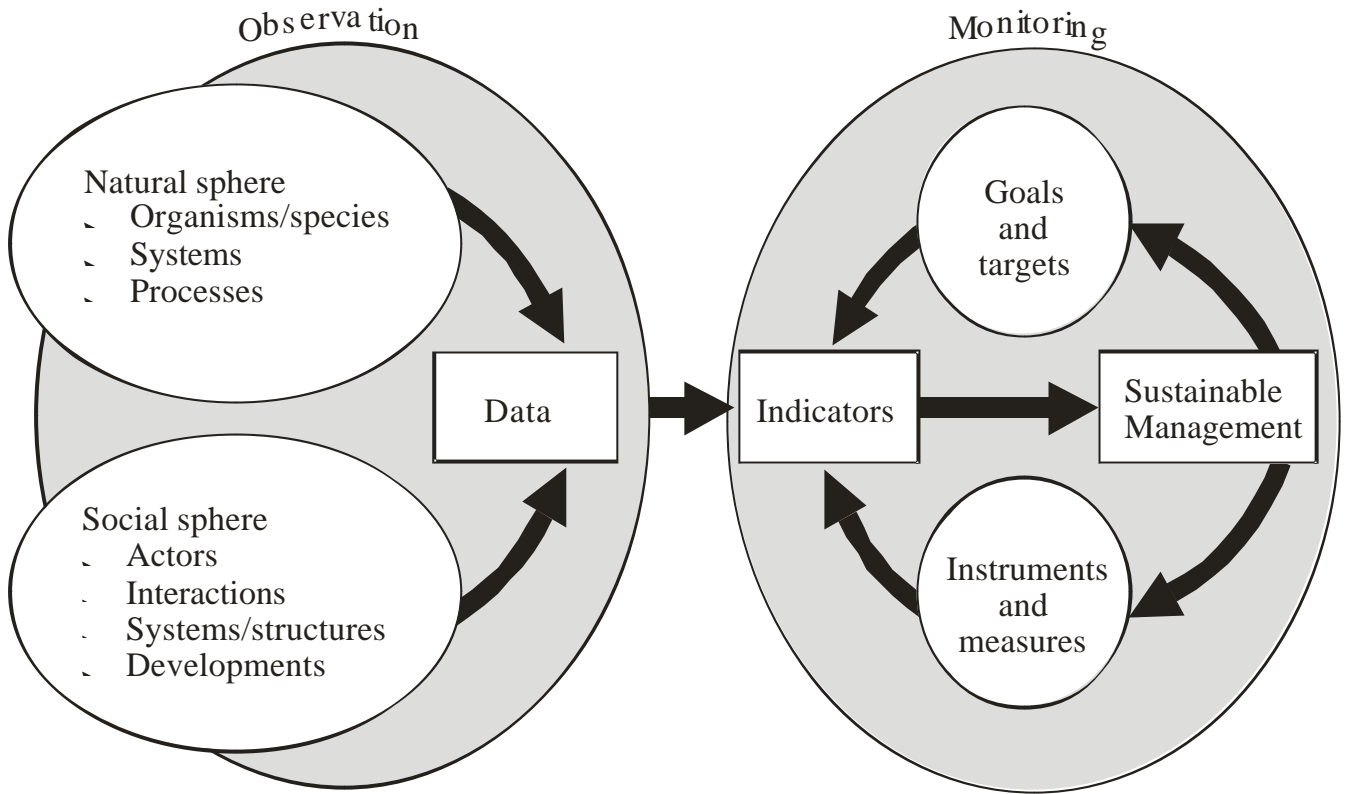 Observation
Natural sphere
Organisms/species
Systems
Processes
Data
Social sphere
Actors
Interactions
Systems/structures
Developments
Monitoring
Goals
and
targets
Indicators
Sustainable
Management
Instruments
and
measures